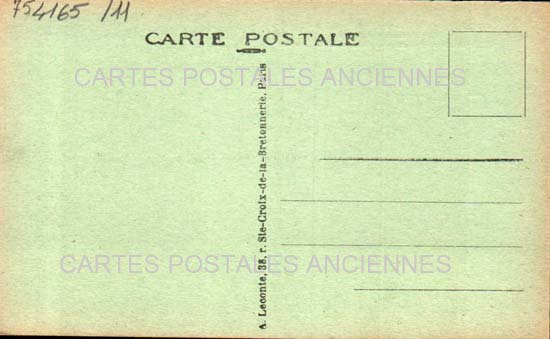 754165 /11
CARTE POSTALE
CARTES POSTALES ANCIENNES
A. Leconte, 38, r. Ste-Croix-de-la-Bretonnerie, Paris
CARTES POSTALES ANCIENNES